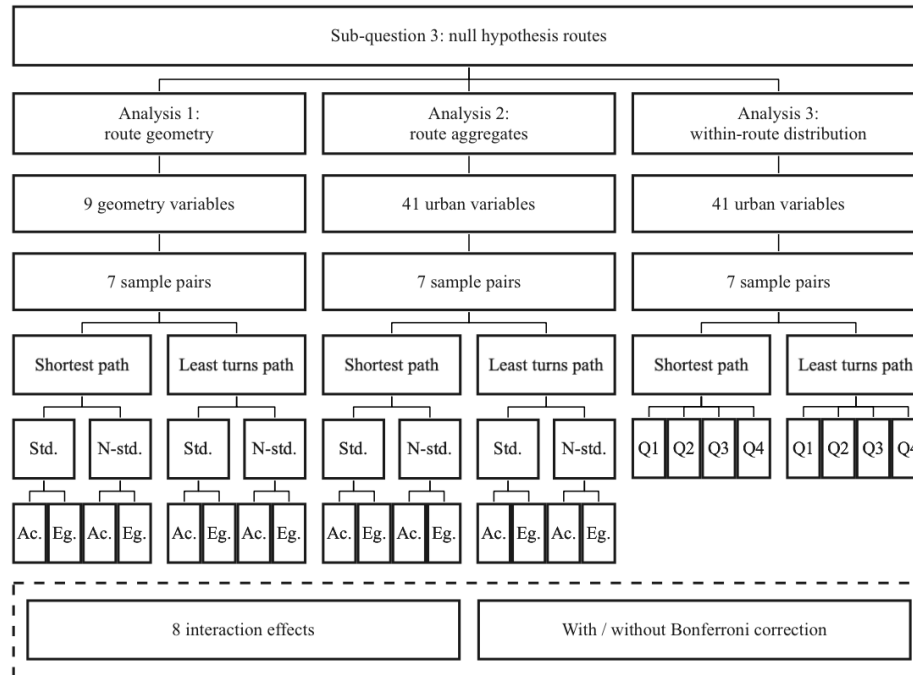 Sub-question 3: null hypothesis routes
Analysis 1:
route geometry
Analysis 2:
route aggregates
Analysis 3:
within-route distribution
9 geometry variables
41 urban variables
41 urban variables
7 sample pairs
7 sample pairs
7 sample pairs
Shortest path
Least turns path
Shortest path
Least turns path
Shortest path
Least turns path
Std.
N-std.
Std.
N-std.
Std.
N-std.
Std.
N-std.
Q1
Q2
Q3
Q4
Q1
Q2
Q3
Q4
Ac.
Eg.
Ac.
Eg.
Ac.
Eg.
Ac.
Eg.
Ac.
Eg.
Ac.
Eg.
Ac.
Eg.
Ac.
Eg.
8 interaction effects
With / without Bonferroni correction